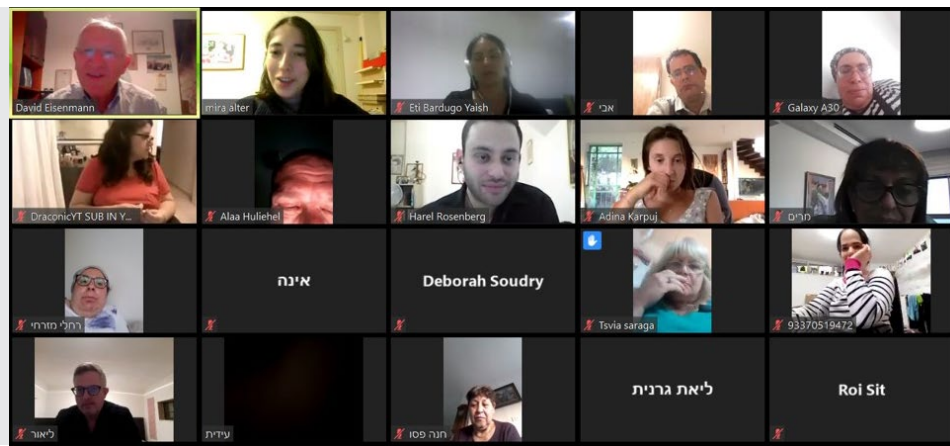 David Eisenmann
mira alter
Eti Bardugo Yaish
אבי
Galaxy A30
DraconicYT SUB IN Y...
Alaa Huliehel
Harel Rosenberg
Adina Karpuj
מרים
רחלי מזרחי
אינה
Deborah Soudry
Tsvia saraga
93370519472
ליאור
עידית
חנה פסו
ליאת גרנית
Roi Sit